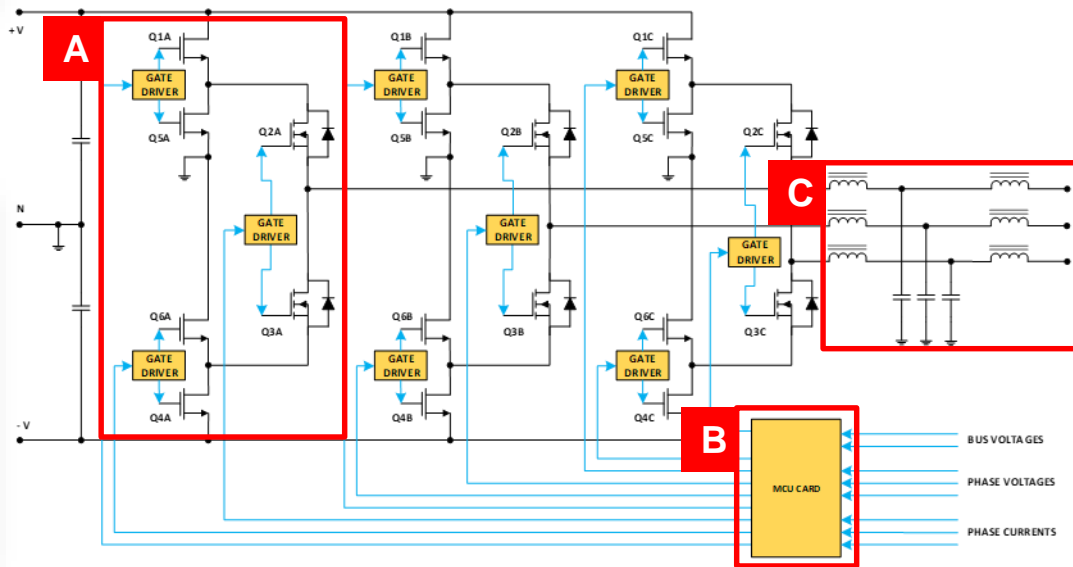 +V
A
Q1A
GATE
DRIVER
Q5A
Q2A
GATE
DRIVER
Q6A
Q3A
GATE
DRIVER
Q4A
Q1B
GATE
DRIVER
Q5B
Q2B
GATE
DRIVER
Q6B
Q3B
GATE
DRIVER
Q4B
Q1C
GATE
DRIVER
Q5C
Q2C
GATE
DRIVER
Q6C
Q3C
GATE
DRIVER
Q4C
C
N
- V
B
MCU CARD
BUS VOLTAGES
PHASE VOLTAGES
PHASE CURRENTS